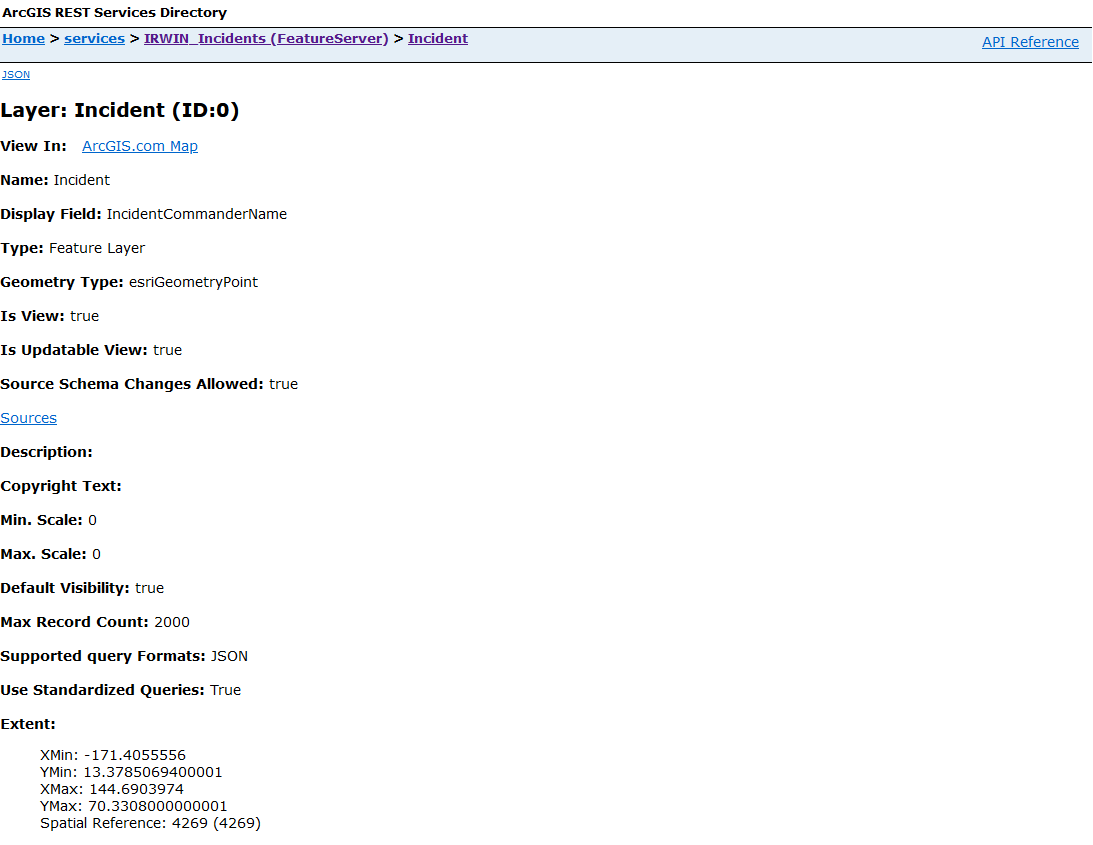 ArcGIS REST Services Directory
Home > services > IRWIN_Incidents (FeatureServer) > Incident
API Reference
JSON
Layer: Incident (ID:0)
View In: ArcGIS.com Map
Name: Incident
Display Field: IncidentCommanderName
Type: Feature Layer
Geometry Type: esriGeometryPoint
Is View: true
Is Updatable View: true
Source Schema Changes Allowed: true
Sources
Description:
Copyright Text:
Min. Scale: 0
Max. Scale: 0
Default Visibility: true
Max Record Count: 2000
Supported query Formats: JSON
Use Standardized Queries: True
Extent:
XMin: -171.4055556
YMin: 13.3785069400001
XMax: 144.6903974
YMax: 70.3308000000001
Spatial Reference: 4269 (4269)